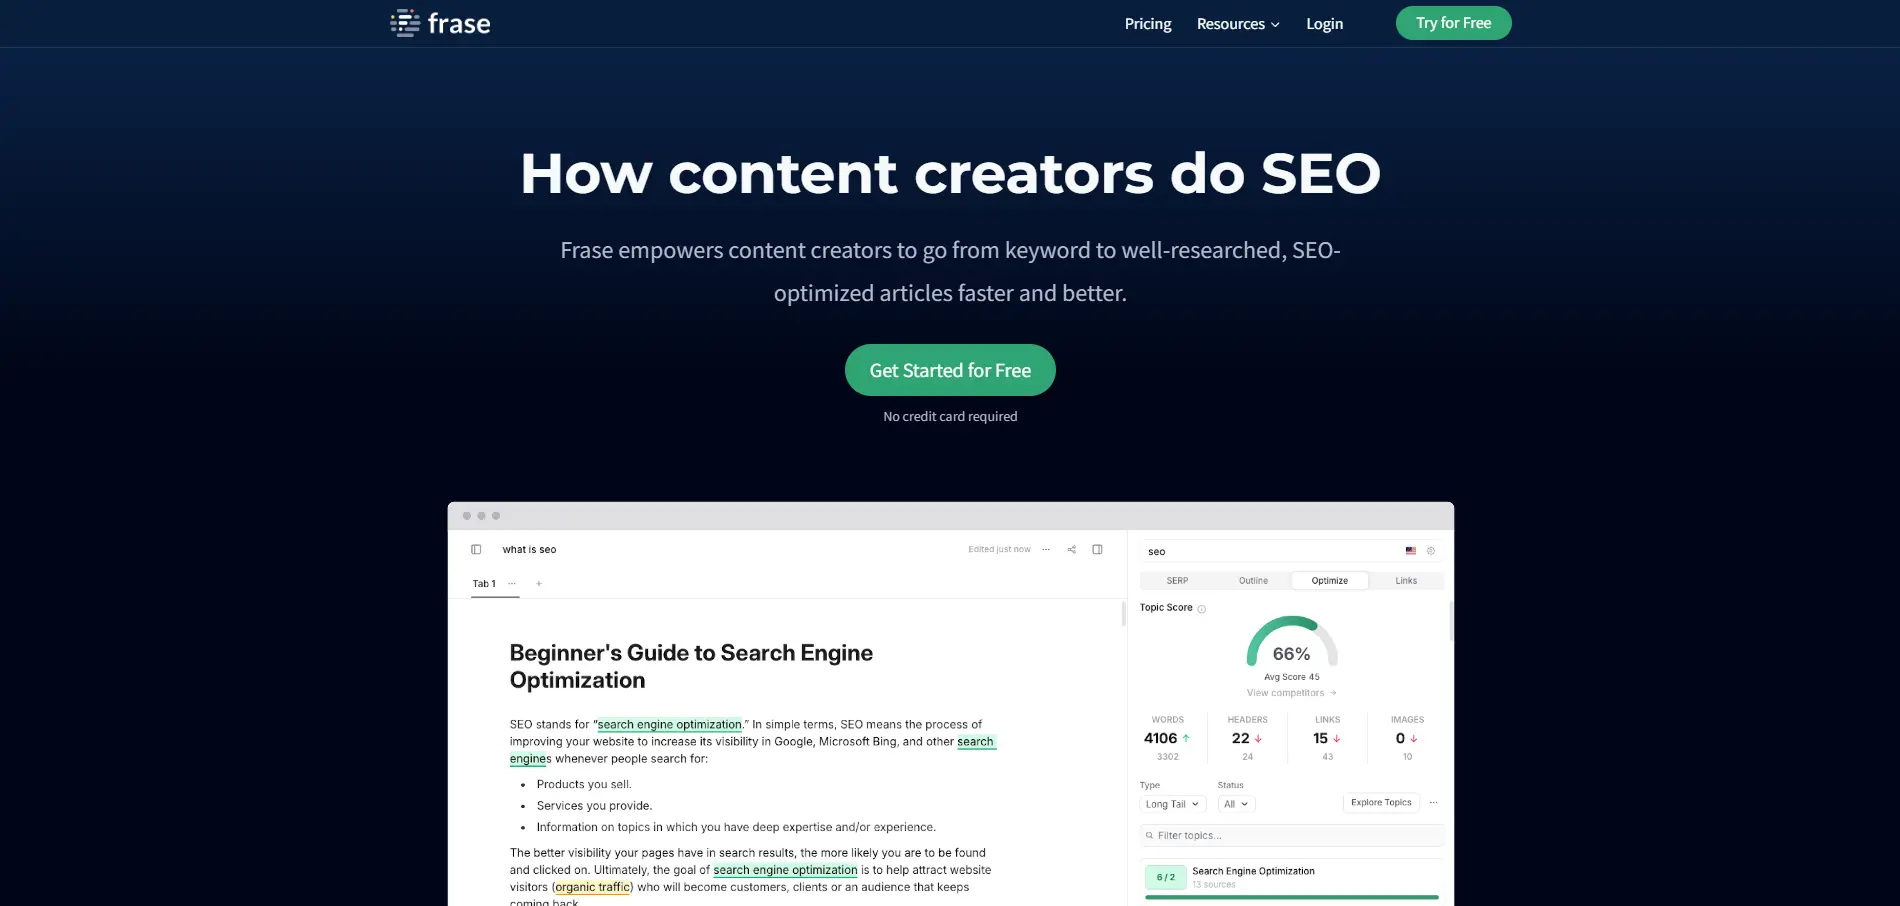 frase
Pricing
Resources
Login
Try for Free
How content creators do SEO
Frase empowers content creators to go from keyword to well-researched, SEO-
optimized articles faster and better.
Get Started for Free
No credit card required
what is seo
Edited just now
Tab 1
Beginner's Guide to Search Engine
Optimization
SEO stands for “search engine optimization.” In simple terms, SEO means the process of
improving your website to increase its visibility in Google, Microsoft Bing, and other search
engines whenever people search for:
• Products you sell.
• Services you provide.
• Information on topics in which you have deep expertise and/or experience.
The better visibility your pages have in search results, the more likely you are to be found
and clicked on. Ultimately, the goal of search engine optimization is to help attract website
visitors (organic traffic) who will become customers, clients or an audience that keeps
coming back.
seo
SERP
Outline
Optimize
Links
Topic Score
66%
Avg Score 45
View competitors →
WORDS HEADERS LINKS IMAGES
4106 ↑ 22 ↓ 15 ↓ 0 ↓
3302 24 43 10
Type Status
Long Tail All Explore Topics ...
Filter topics...
6 / 2 Search Engine Optimization
13 sources